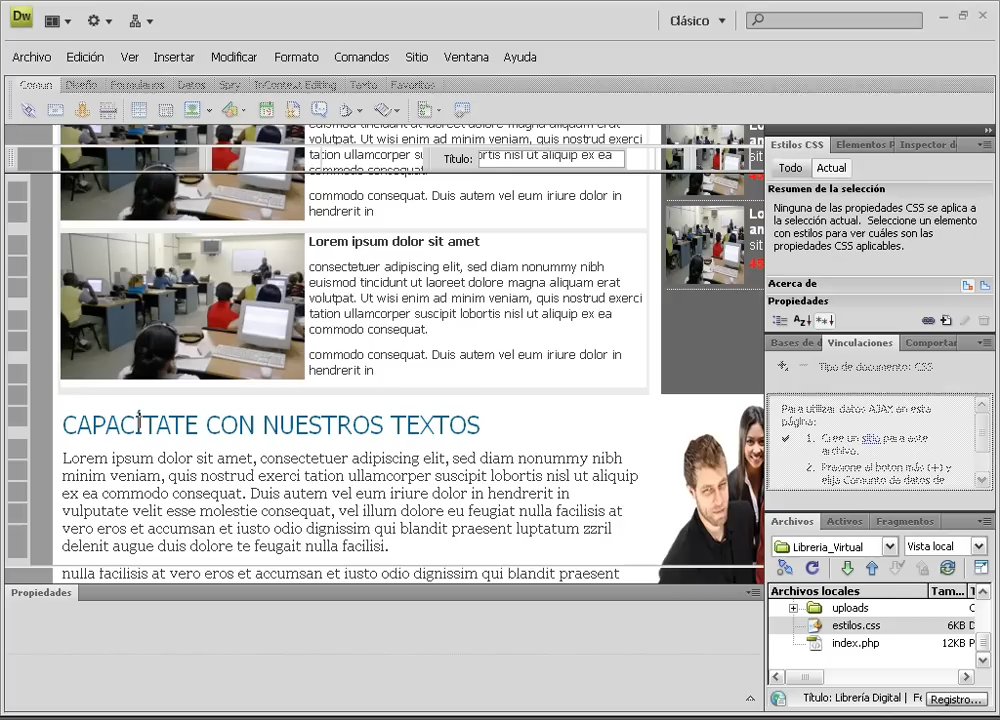 Dw
Clásico
Archivo Edición Ver Insertar Modificar Formato Comandos Sitio Ventana Ayuda
Común Diseño Formularios Datos Spry InContext Editing Texto Favoritos
euismod tincidunt ut laoreet dolore magna aliquam erat
volutpat. Ut wisi enim ad minim veniam, quis nostrud exerci
Título:
commodo consequat.
commodo consequat. Duis autem vel eum iriure dolor in
hendrerit in
Lorem ipsum dolor sit amet
consectetuer adipiscing elit, sed diam nonummy nibh
euismod tincidunt ut laoreet dolore magna aliquam erat
volutpat. Ut wisi enim ad minim veniam, quis nostrud exerci
tation ullamcorper suscipit lobortis nisl ut aliquip ex ea
commodo consequat.
commodo consequat. Duis autem vel eum iriure dolor in
hendrerit in
CAPACITATE CON NUESTROS TEXTOS
Lorem ipsum dolor sit amet, consectetuer adipiscing elit, sed diam nonummy nibh
minim veniam, quis nostrud exerci tation ullamcorper suscipit lobortis nisl ut aliquip
ex ea commodo consequat. Duis autem vel eum iriure dolor in hendrerit in
vulputate velit esse molestie consequat, vel illum dolore eu feugiat nulla facilisis at
vero eros et accumsan et iusto odio dignissim qui blandit praesent luptatum zzril
delenit augue duis dolore te feugait nulla facilisi.
nulla facilisis at vero eros et accumsan et iusto odio dignissim qui blandit praesent
Propiedades
Estilos CSS Elementos P Inspector d
Todo Actual
Resumen de la selección
Ninguna de las propiedades CSS se aplica a
la selección actual. Seleccione un elemento
con estilos para ver cuáles son las
propiedades CSS aplicables.
Acerca de
Propiedades
Bases de d Vinculaciones Comportar
Tipo de documento: CSS
Para utilizar datos AJAX en esta
página:
1. Cree un sitio para este
archivo.
2. Presione el botón más (+) y
elija Conjunto de datos de
Archivos Activos Fragmentos
Libreria_Virtual Vista local
Archivos locales Tam... T
uploads C
estilos.css 6KB D
index.php 12KB P
Título: Librería Digital | Fe Registro...